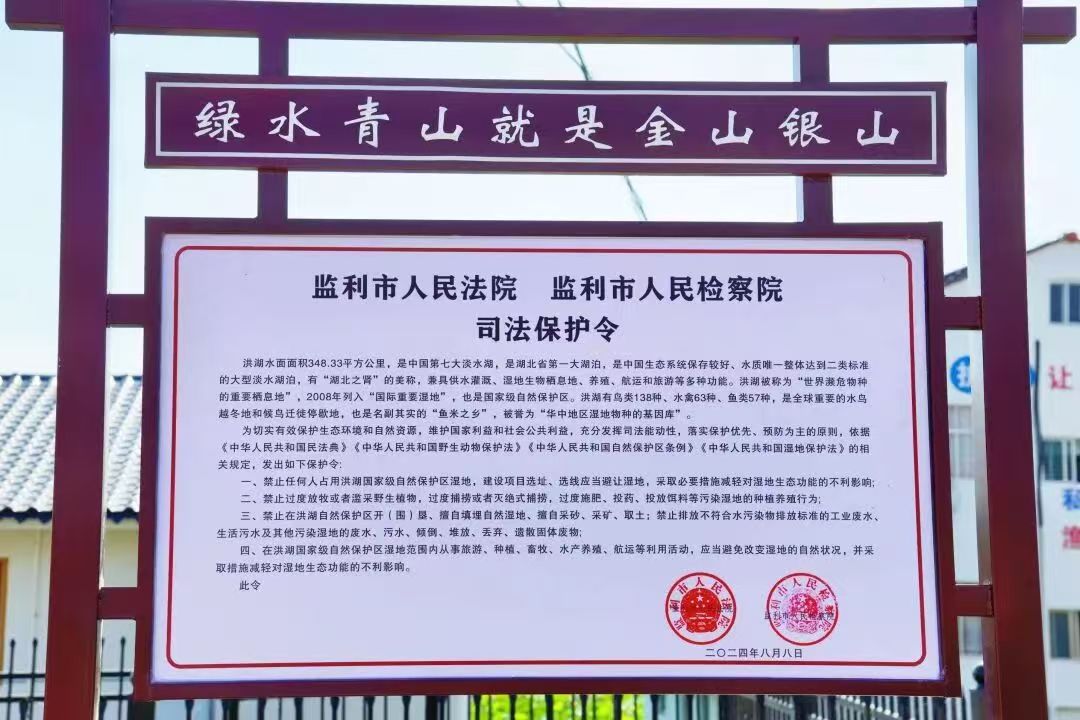 绿水青山就是金山银山
监利市人民法院 监利市人民检察院
司法保护令
洪湖水面面积348.33平方公里，是中国第七大淡水湖，是湖北省第一大湖泊，是中国生态系统保存较好、水质唯一整体达到二类标准
的大型淡水湖泊，有“湖北之肾”的美称，兼具供水灌溉、湿地生物栖息地、养殖、航运和旅游等多种功能。洪湖被称为“世界濒危物种
的重要栖息地”，2008年列入“国际重要湿地”，也是国家级自然保护区。洪湖有鸟类138种、水禽63种、鱼类57种，是全球重要的水鸟
越冬地和候鸟迁徙停歇地，也是名副其实的“鱼米之乡”，被誉为“华中地区湿地物种的基因库”。
为切实有效保护生态环境和自然资源，维护国家利益和社会公共利益，充分发挥司法能动性，落实保护优先、预防为主的原则，依据
《中华人民共和国民法典》《中华人民共和国野生动物保护法》《中华人民共和国自然保护区条例》《中华人民共和国湿地保护法》的相
关规定，发出如下保护令：
一、禁止任何人占用洪湖国家级自然保护区湿地，建设项目选址、选线应当避让湿地，采取必要措施减轻对湿地生态功能的不利影响；
二、禁止过度放牧或者滥采野生植物，过度捕捞或者灭绝式捕捞，过度施肥、投药、投放饵料等污染湿地的种植养殖行为；
三、禁止在洪湖自然保护区开（围）垦、擅自填埋自然湿地、擅自采砂、采矿、取土；禁止排放不符合水污染物排放标准的工业废水、
生活污水及其他污染湿地的废水、污水、倾倒、堆放、丢弃、遗散固体废物；
四、在洪湖国家级自然保护区湿地范围内从事旅游、种植、畜牧、水产养殖、航运等利用活动，应当避免改变湿地的自然状况，并采
取措施减轻对湿地生态功能的不利影响。
此令
监利市人民法院 监利市人民检察院
监利市人民检察院
二〇二四年八月八日
让